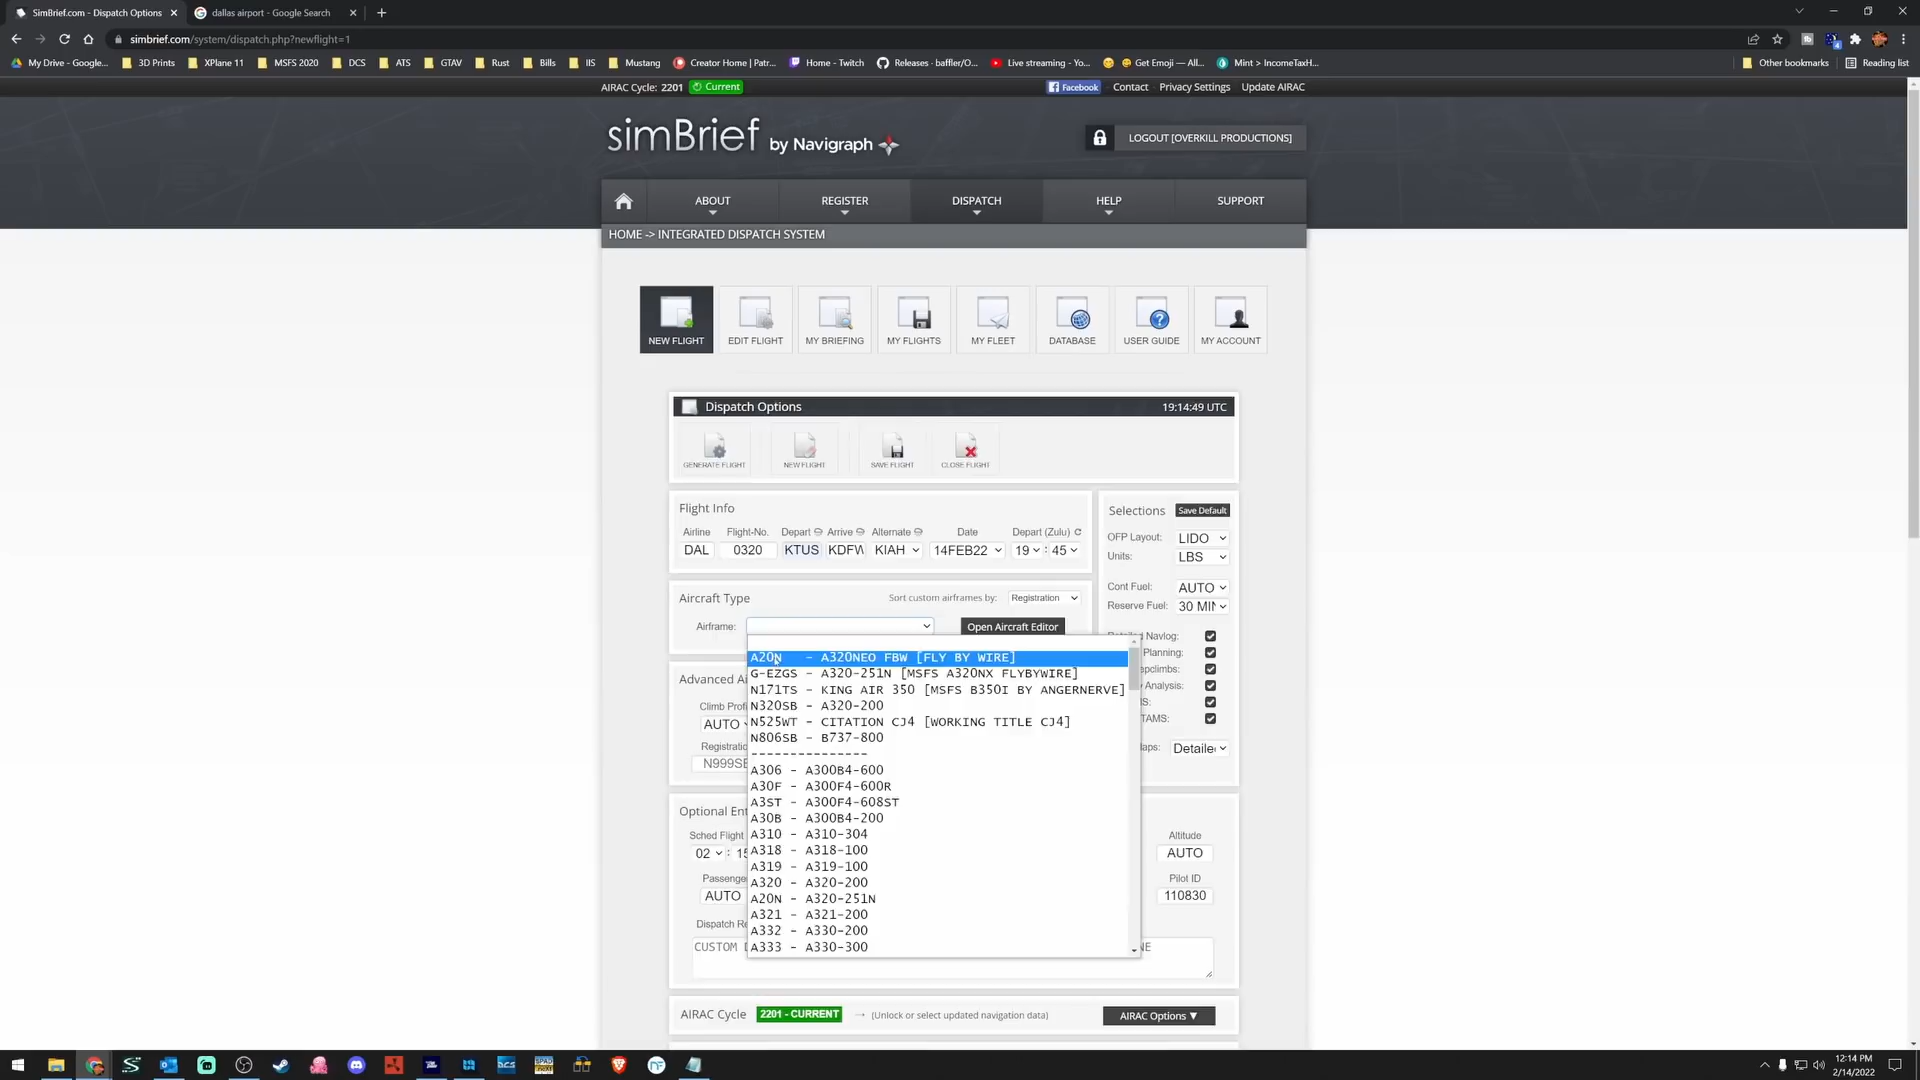 SimBrief.com - Dispatch Options
dallas airport - Google Search
simbrief.com/system/dispatch.php?newflight=1
My Drive - Google... 3D Prints XPlane 11 MSFS 2020 DCS ATS GTAV Rust Bills IIS Mustang Creator Home | Patr... Home - Twitch Releases · baffler/O... Live streaming - Yo... Get Emoji — All... Mint > IncomeTaxH... Other bookmarks Reading list
AIRAC Cycle: 2201 Current Facebook Contact Privacy Settings Update AIRAC
simBrief by Navigraph
LOGOUT [OVERKILL PRODUCTIONS]
ABOUT REGISTER DISPATCH HELP SUPPORT
HOME -> INTEGRATED DISPATCH SYSTEM
NEW FLIGHT EDIT FLIGHT MY BRIEFING MY FLIGHTS MY FLEET DATABASE USER GUIDE MY ACCOUNT
Dispatch Options 19:14:49 UTC
GENERATE FLIGHT NEW FLIGHT SAVE FLIGHT CLOSE FLIGHT
Flight Info
Airline Flight-No. Depart Arrive Alternate Date Depart (Zulu)
DAL 0320 KTUS KDFW KIAH 14FEB22 19 : 45
Selections Save Default
OFP Layout: LIDO
Units: LBS
Cont Fuel: AUTO
Reserve Fuel: 30 MIN
Aircraft Type Sort custom airframes by: Registration
Airframe: Open Aircraft Editor
Navlog:
Planning:
pclimbs:
y Analysis:
S:
TAMS:
aps: Detailed
A20N - A320NEO FBW [FLY BY WIRE]
G-EZGS - A320-251N [MSFS A320NX FLYBYWIRE]
N171TS - KING AIR 350 [MSFS B350I BY ANGERNERVE]
N320SB - A320-200
N525WT - CITATION CJ4 [WORKING TITLE CJ4]
N806SB - B737-800
---------------
A306 - A300B4-600
A30F - A300F4-600R
A3ST - A300F4-608ST
A30B - A300B4-200
A310 - A310-304
A318 - A318-100
A319 - A319-100
A320 - A320-200
A20N - A320-251N
A321 - A321-200
A332 - A330-200
A333 - A330-300
Advanced Ai
Climb Profi
AUTO
Registratio
N999SB
Optional Ent
Sched Flight
02 : 15
Passenge
AUTO
Altitude
AUTO
Pilot ID
110830
Dispatch Re
CUSTOM D NE
AIRAC Cycle 2201 - CURRENT → (Unlock or select updated navigation data) AIRAC Options ▼
12:14 PM
2/14/2022